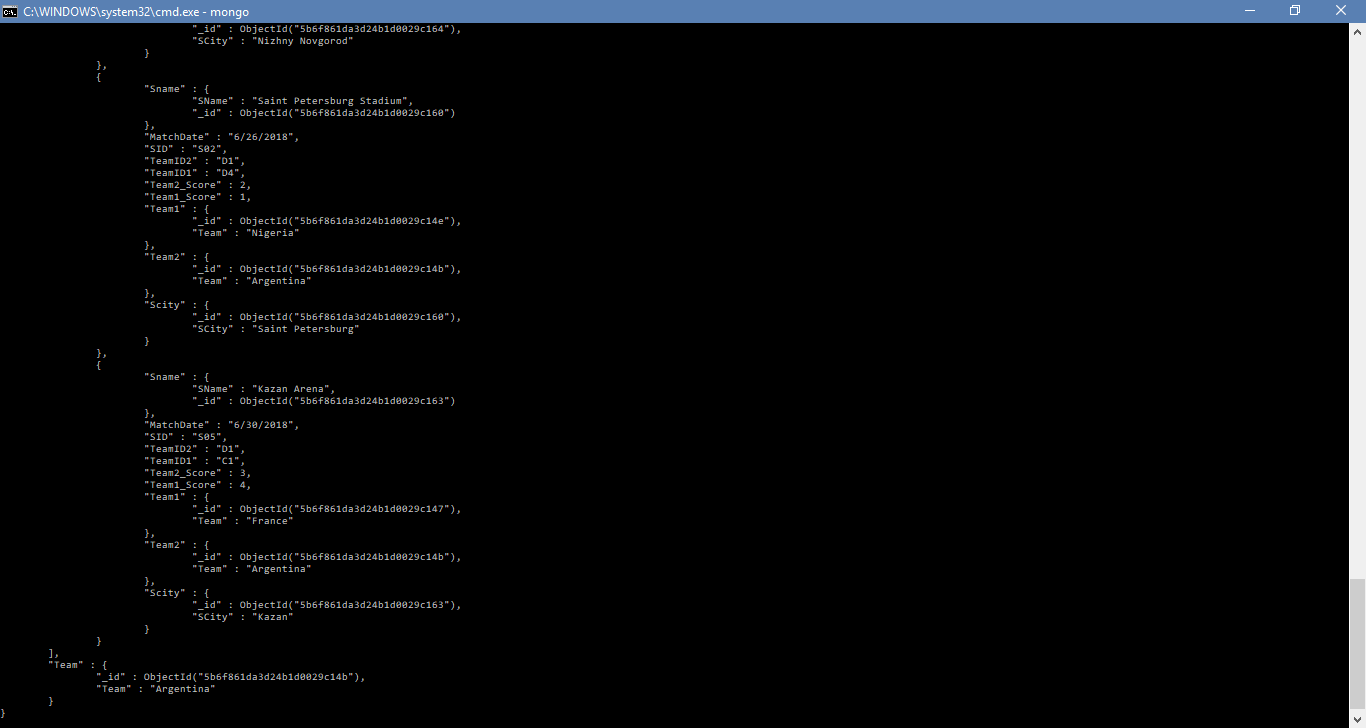 C:\WINDOWS\system32\cmd.exe - mongo
"_id" : ObjectId("5b6f861da3d24b1d0029c164"),
"SCity" : "Nizhny Novgorod"
}
},
{
"Sname" : {
"SName" : "Saint Petersburg Stadium",
"_id" : ObjectId("5b6f861da3d24b1d0029c160")
},
"MatchDate" : "6/26/2018",
"SID" : "S02",
"TeamID2" : "D1",
"TeamID1" : "D4",
"Team2_Score" : 2,
"Team1_Score" : 1,
"Team1" : {
"_id" : ObjectId("5b6f861da3d24b1d0029c14e"),
"Team" : "Nigeria"
},
"Team2" : {
"_id" : ObjectId("5b6f861da3d24b1d0029c14b"),
"Team" : "Argentina"
},
"Scity" : {
"_id" : ObjectId("5b6f861da3d24b1d0029c160"),
"SCity" : "Saint Petersburg"
}
},
{
"Sname" : {
"SName" : "Kazan Arena",
"_id" : ObjectId("5b6f861da3d24b1d0029c163")
},
"MatchDate" : "6/30/2018",
"SID" : "S05",
"TeamID2" : "D1",
"TeamID1" : "C1",
"Team2_Score" : 3,
"Team1_Score" : 4,
"Team1" : {
"_id" : ObjectId("5b6f861da3d24b1d0029c147"),
"Team" : "France"
},
"Team2" : {
"_id" : ObjectId("5b6f861da3d24b1d0029c14b"),
"Team" : "Argentina"
},
"Scity" : {
"_id" : ObjectId("5b6f861da3d24b1d0029c163"),
"SCity" : "Kazan"
}
}
],
"Team" : {
"_id" : ObjectId("5b6f861da3d24b1d0029c14b"),
"Team" : "Argentina"
}
}